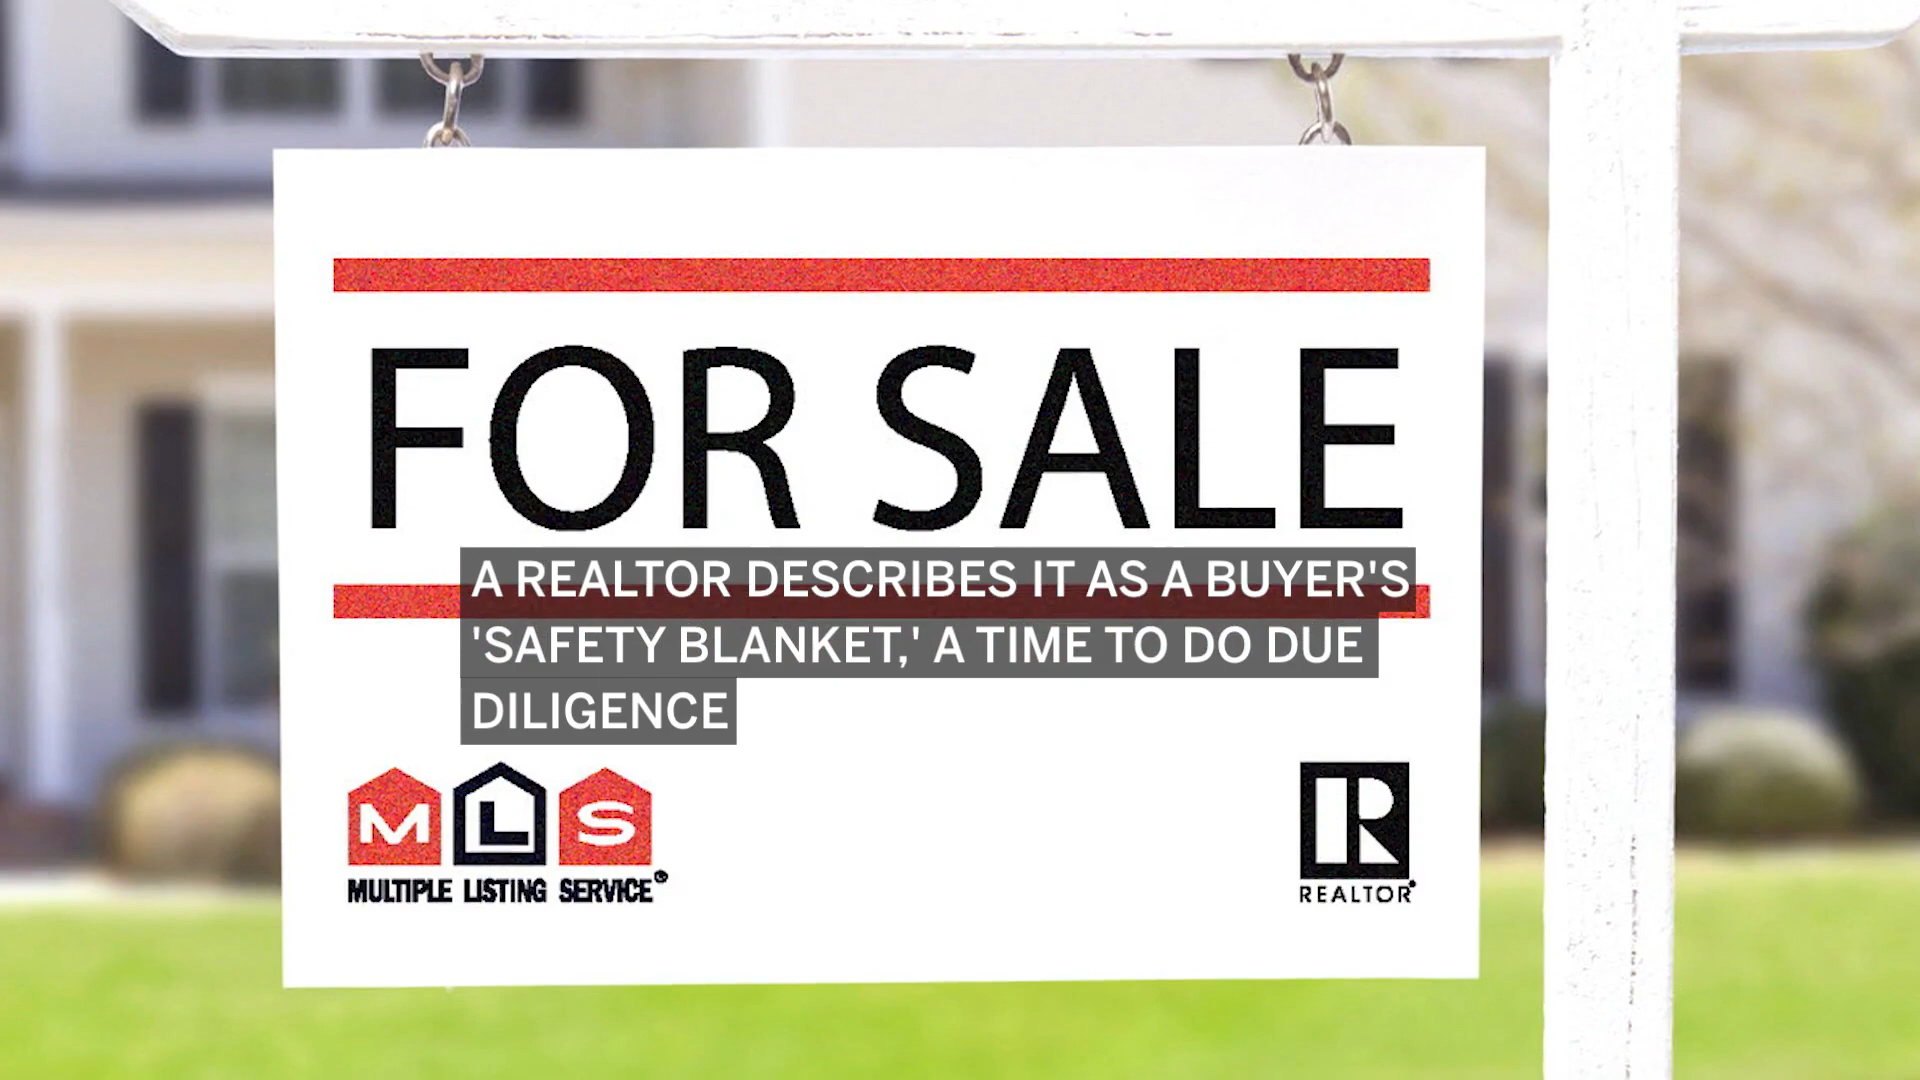 FOR SALE
A REALTOR DESCRIBES IT AS A BUYER'S
'SAFETY BLANKET,' A TIME TO DO DUE
DILIGENCE
M L S
MULTIPLE LISTING SERVICE®
R
REALTOR®